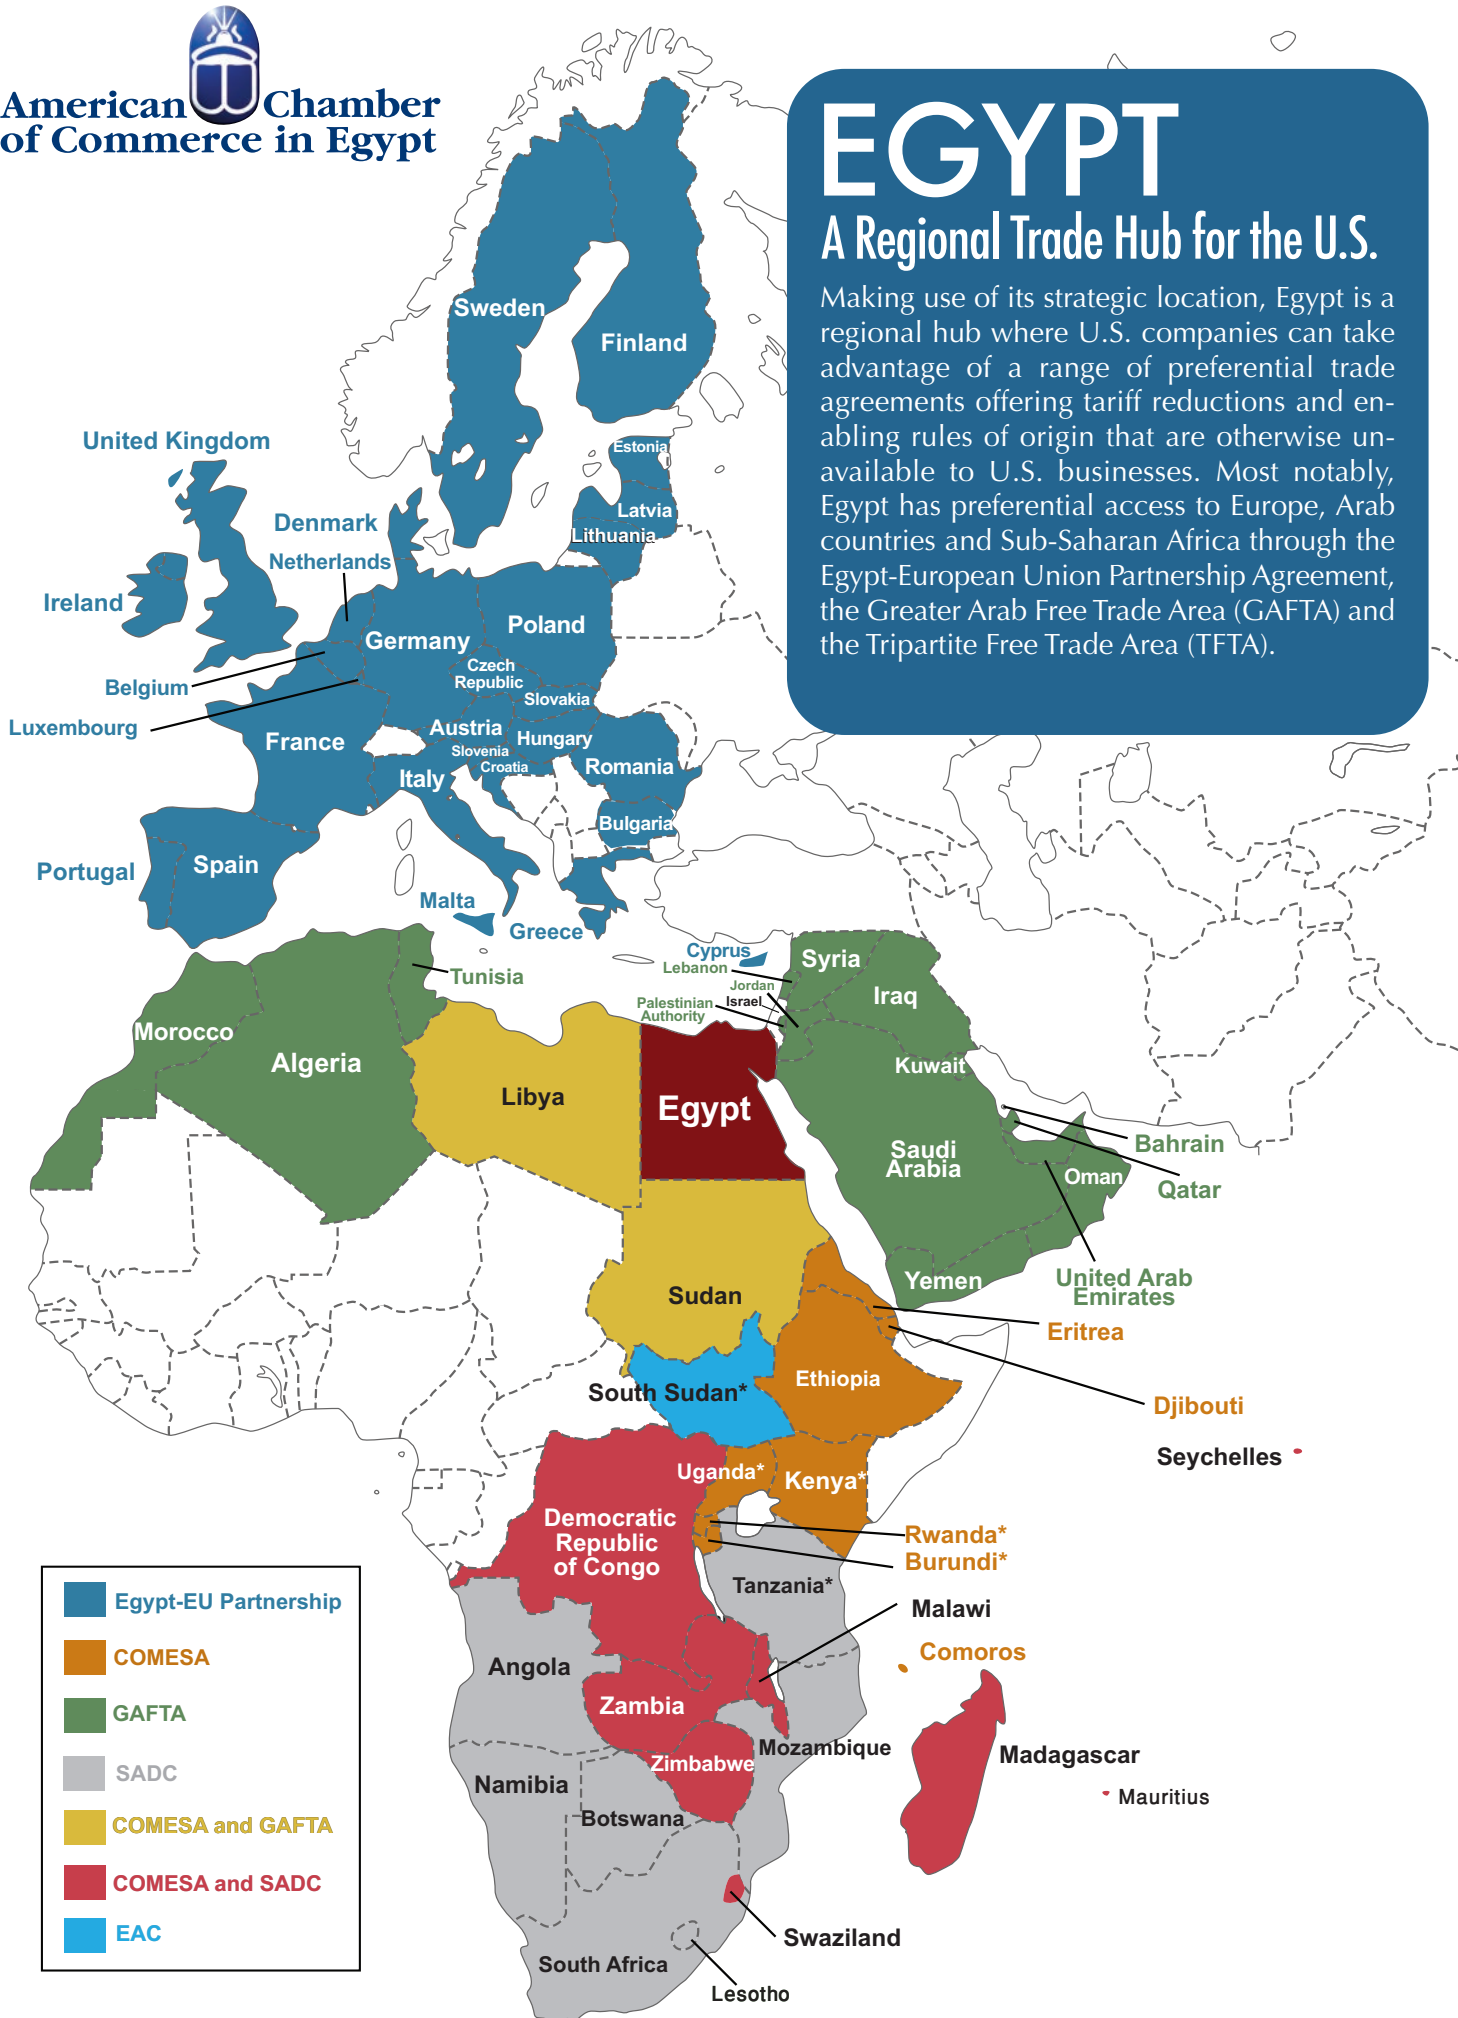 American Chamber
of Commerce in Egypt
EGYPT
A Regional Trade Hub for the U.S.
Making use of its strategic location, Egypt is a
regional hub where U.S. companies can take
advantage of a range of preferential trade
agreements offering tariff reductions and en-
abling rules of origin that are otherwise un-
available to U.S. businesses. Most notably,
Egypt has preferential access to Europe, Arab
countries and Sub-Saharan Africa through the
Egypt-European Union Partnership Agreement,
the Greater Arab Free Trade Area (GAFTA) and
the Tripartite Free Trade Area (TFTA).
Sweden
Finland
United Kingdom
Estonia
Latvia
Lithuania
Denmark
Netherlands
Ireland
Germany
Poland
Czech
Republic
Belgium
Slovakia
Luxembourg
France
Austria
Hungary
Slovenia
Croatia
Romania
Italy
Bulgaria
Portugal
Spain
Malta
Greece
Cyprus
Lebanon
Syria
Tunisia
Jordan
Israel
Palestinian
Authority
Iraq
Morocco
Algeria
Libya
Egypt
Kuwait
Saudi
Arabia
Bahrain
Oman
Qatar
Yemen
United Arab
Emirates
Sudan
Eritrea
Ethiopia
South Sudan*
Djibouti
Seychelles
Uganda*
Kenya*
Democratic
Republic
of Congo
Rwanda*
Burundi*
Tanzania*
Malawi
Comoros
Angola
Zambia
Mozambique
Zimbabwe
Madagascar
Mauritius
Namibia
Botswana
Swaziland
South Africa
Lesotho
Egypt-EU Partnership
COMESA
GAFTA
SADC
COMESA and GAFTA
COMESA and SADC
EAC